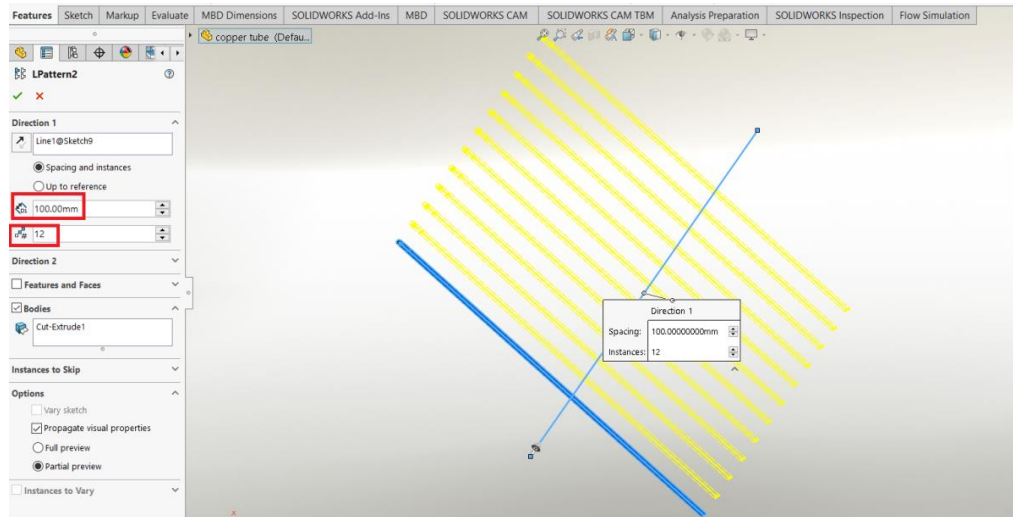 Features Sketch Markup Evaluate MBD Dimensions SOLIDWORKS Add-Ins MBD SOLIDWORKS CAM SOLIDWORKS CAM TBM Analysis Preparation SOLIDWORKS Inspection Flow Simulation
copper tube (Defau...
LPattern2
Direction 1
Line1@Sketch9
Spacing and instances
Up to reference
100.00mm
12
Direction 2
Features and Faces
Bodies
Cut-Extrude1
Instances to Skip
Options
Vary sketch
Propagate visual properties
Full preview
Partial preview
Instances to Vary
Direction 1
Spacing: 100.00000000mm
Instances: 12
x